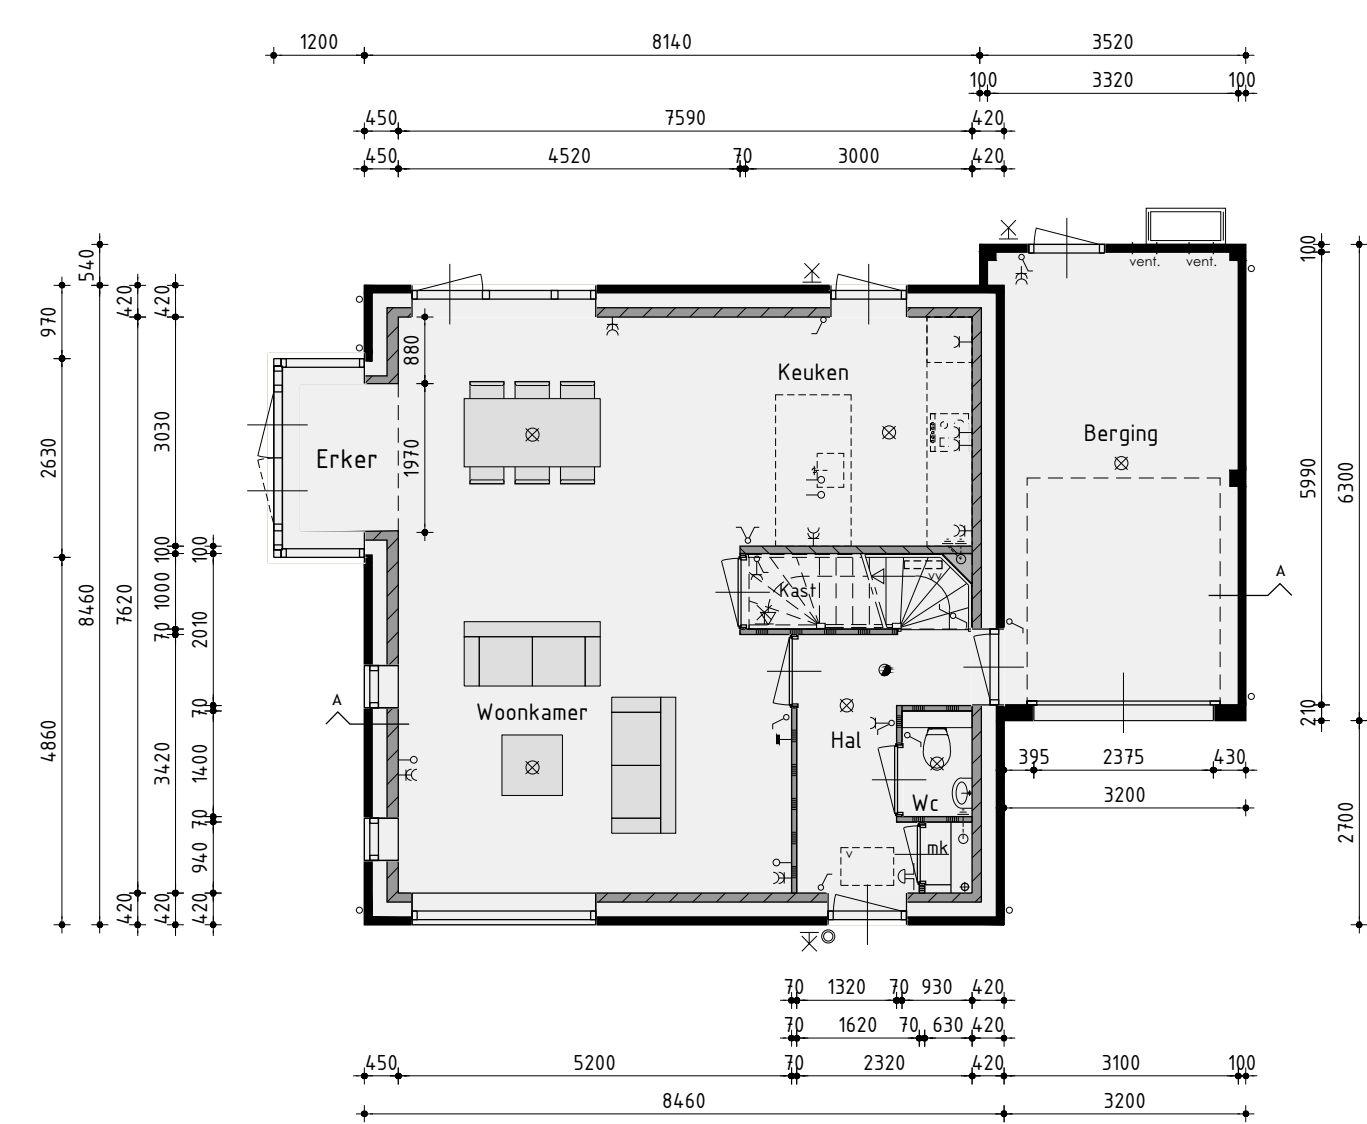 1200 8140 3520
100 3320 100
450 7590 420
450 4520 70 3000 420
540
420
420
970
100
vent. vent.
880
Keuken
3030
2630
Erker
1970
Berging
5990
6300
100
100
8460
7620
1000
2010
70
Kast
vv
A
A
70
Woonkamer
Hal
4860
3420
1400
210
395 2375 430
3200
Wc
70
940
mk
v
2700
420
420
420
70 1320 70 930 420
70 1620 70 630 420
450 5200 70 2320 420 3100 100
8460 3200